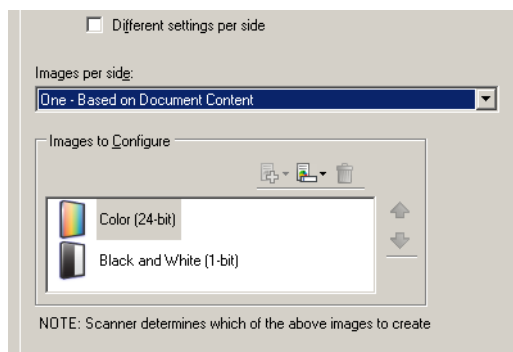 Different settings per side
Images per side:
One - Based on Document Content
Images to Configure
Color (24-bit)
Black and White (1-bit)
NOTE: Scanner determines which of the above images to create